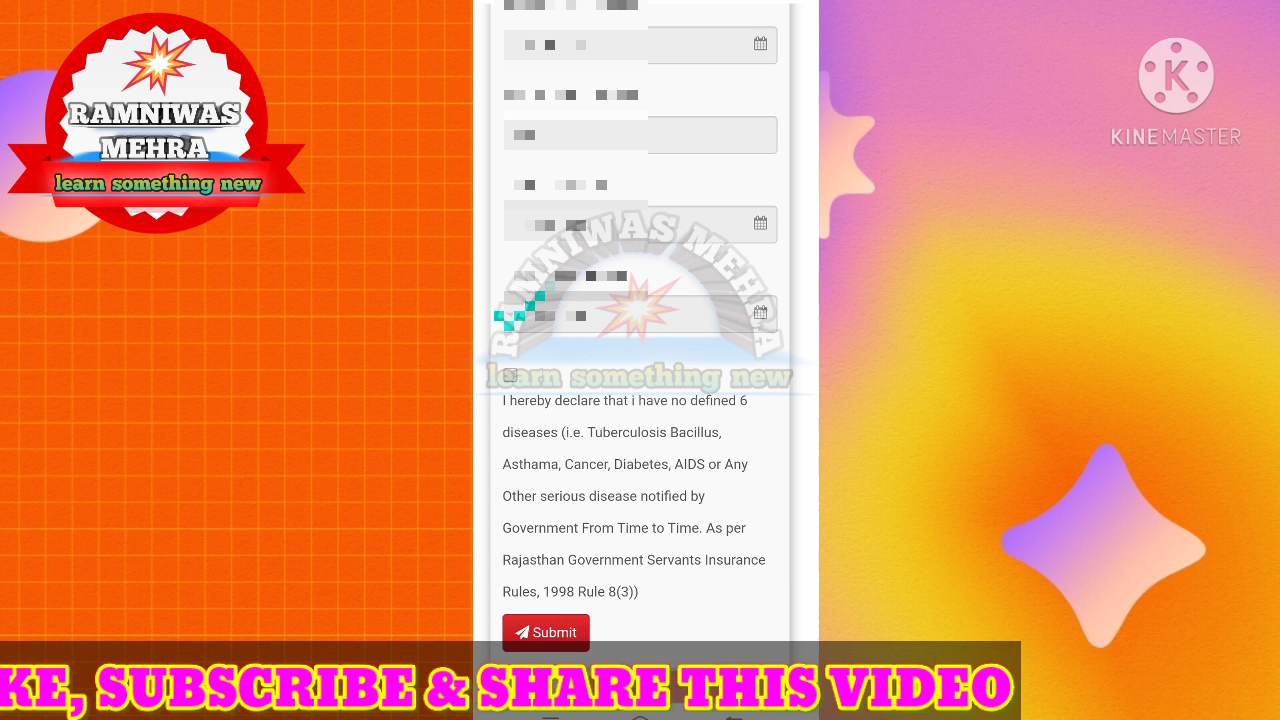 RAMNIWAS
MEHRA
learn something new
K
KINEMASTER
RAMNIWAS MEHRA
learn something new
I hereby declare that i have no defined 6
diseases (i.e. Tuberculosis Bacillus,
Asthama, Cancer, Diabetes, AIDS or Any
Other serious disease notified by
Government From Time to Time. As per
Rajasthan Government Servants Insurance
Rules, 1998 Rule 8(3))
Submit
KE, SUBSCRIBE & SHARE THIS VIDEO